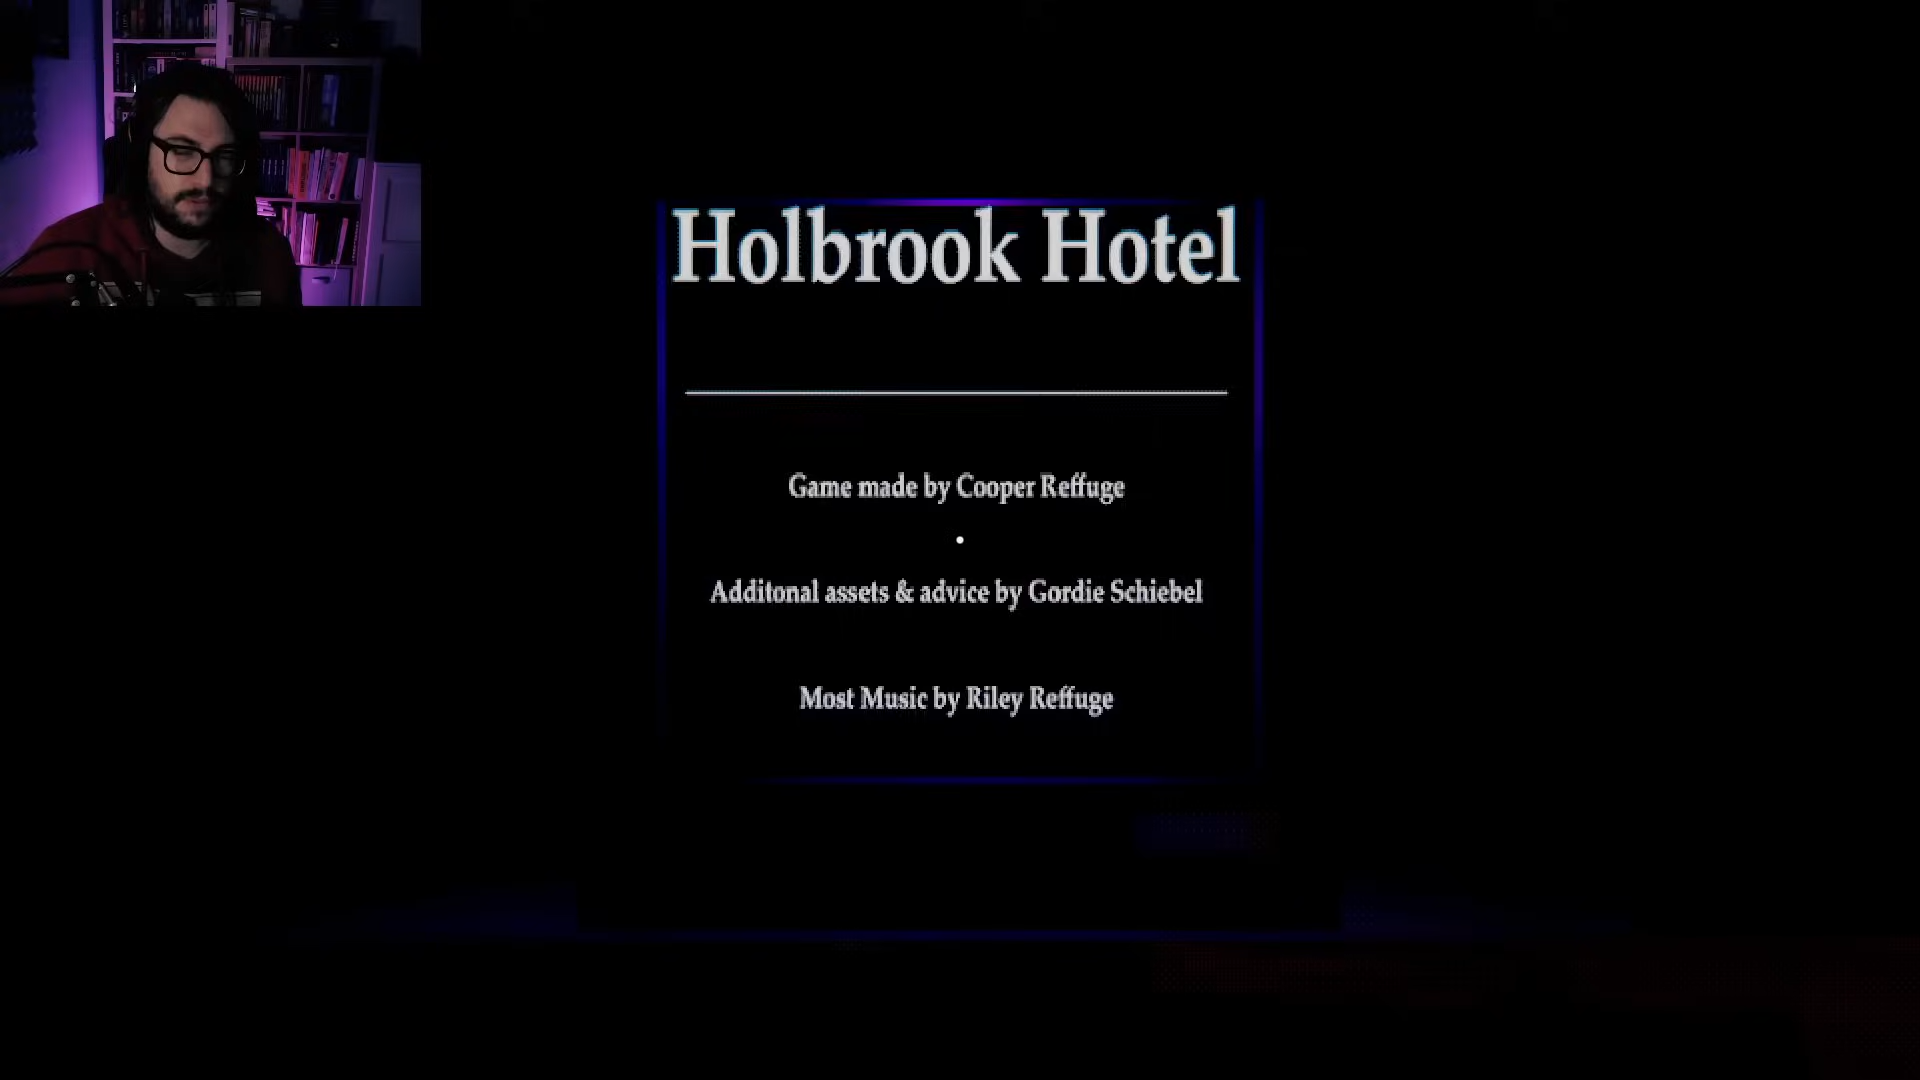 Holbrook Hotel
Game made by Cooper Reffuge
Additonal assets & advice by Gordie Schiebel
Most Music by Riley Reffuge